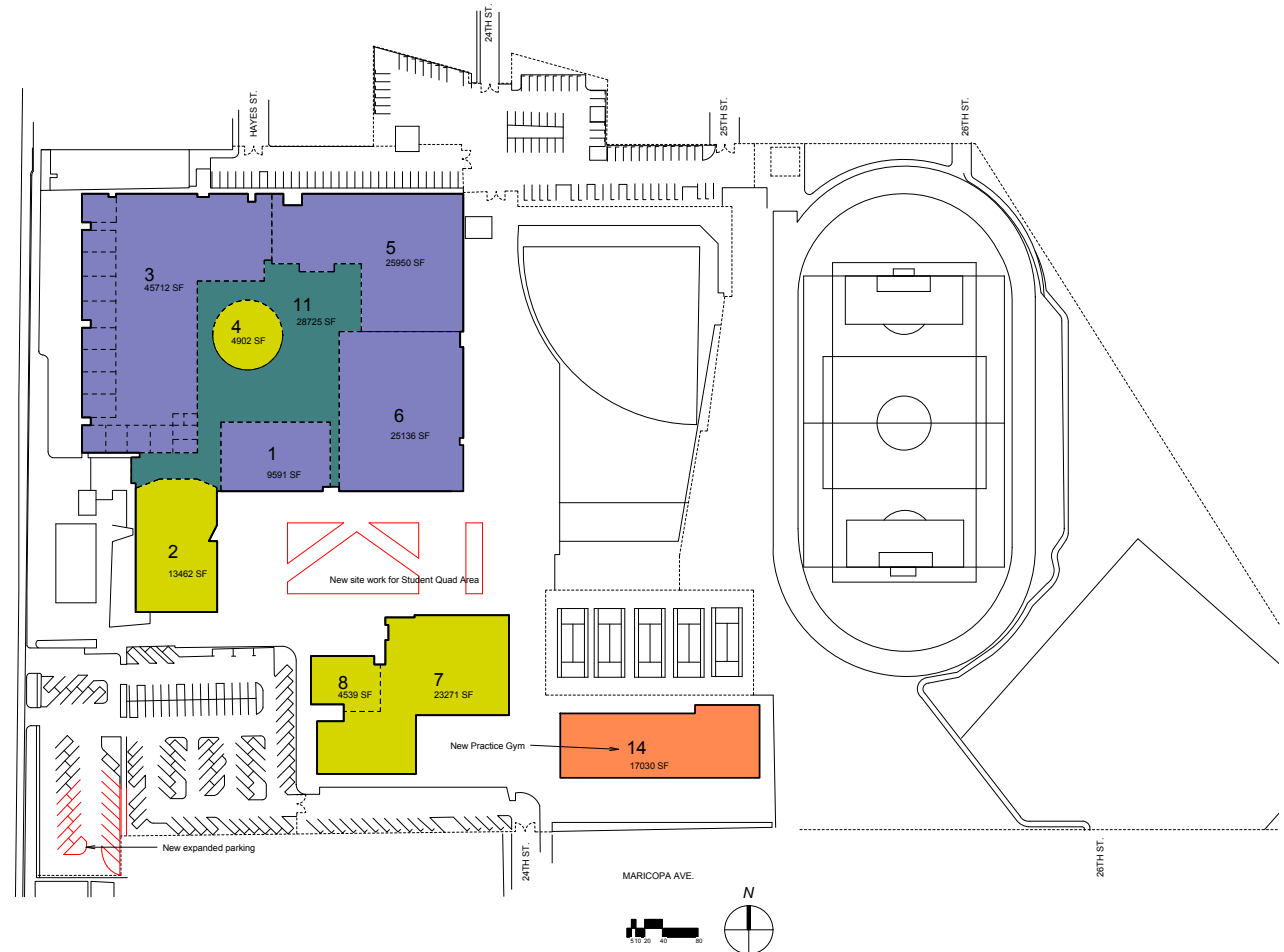 24TH ST.
HAYES ST.
25TH ST.
26TH ST.
5
25950 SF
3
45712 SF
11
28725 SF
4
4902 SF
6
25136 SF
1
9591 SF
2
13462 SF
New site work for Student Quad Area
8
4539 SF
7
23271 SF
New Practice Gym
14
17030 SF
New expanded parking
24TH ST.
26TH ST.
MARICOPA AVE.
N
5 10 20 40 80